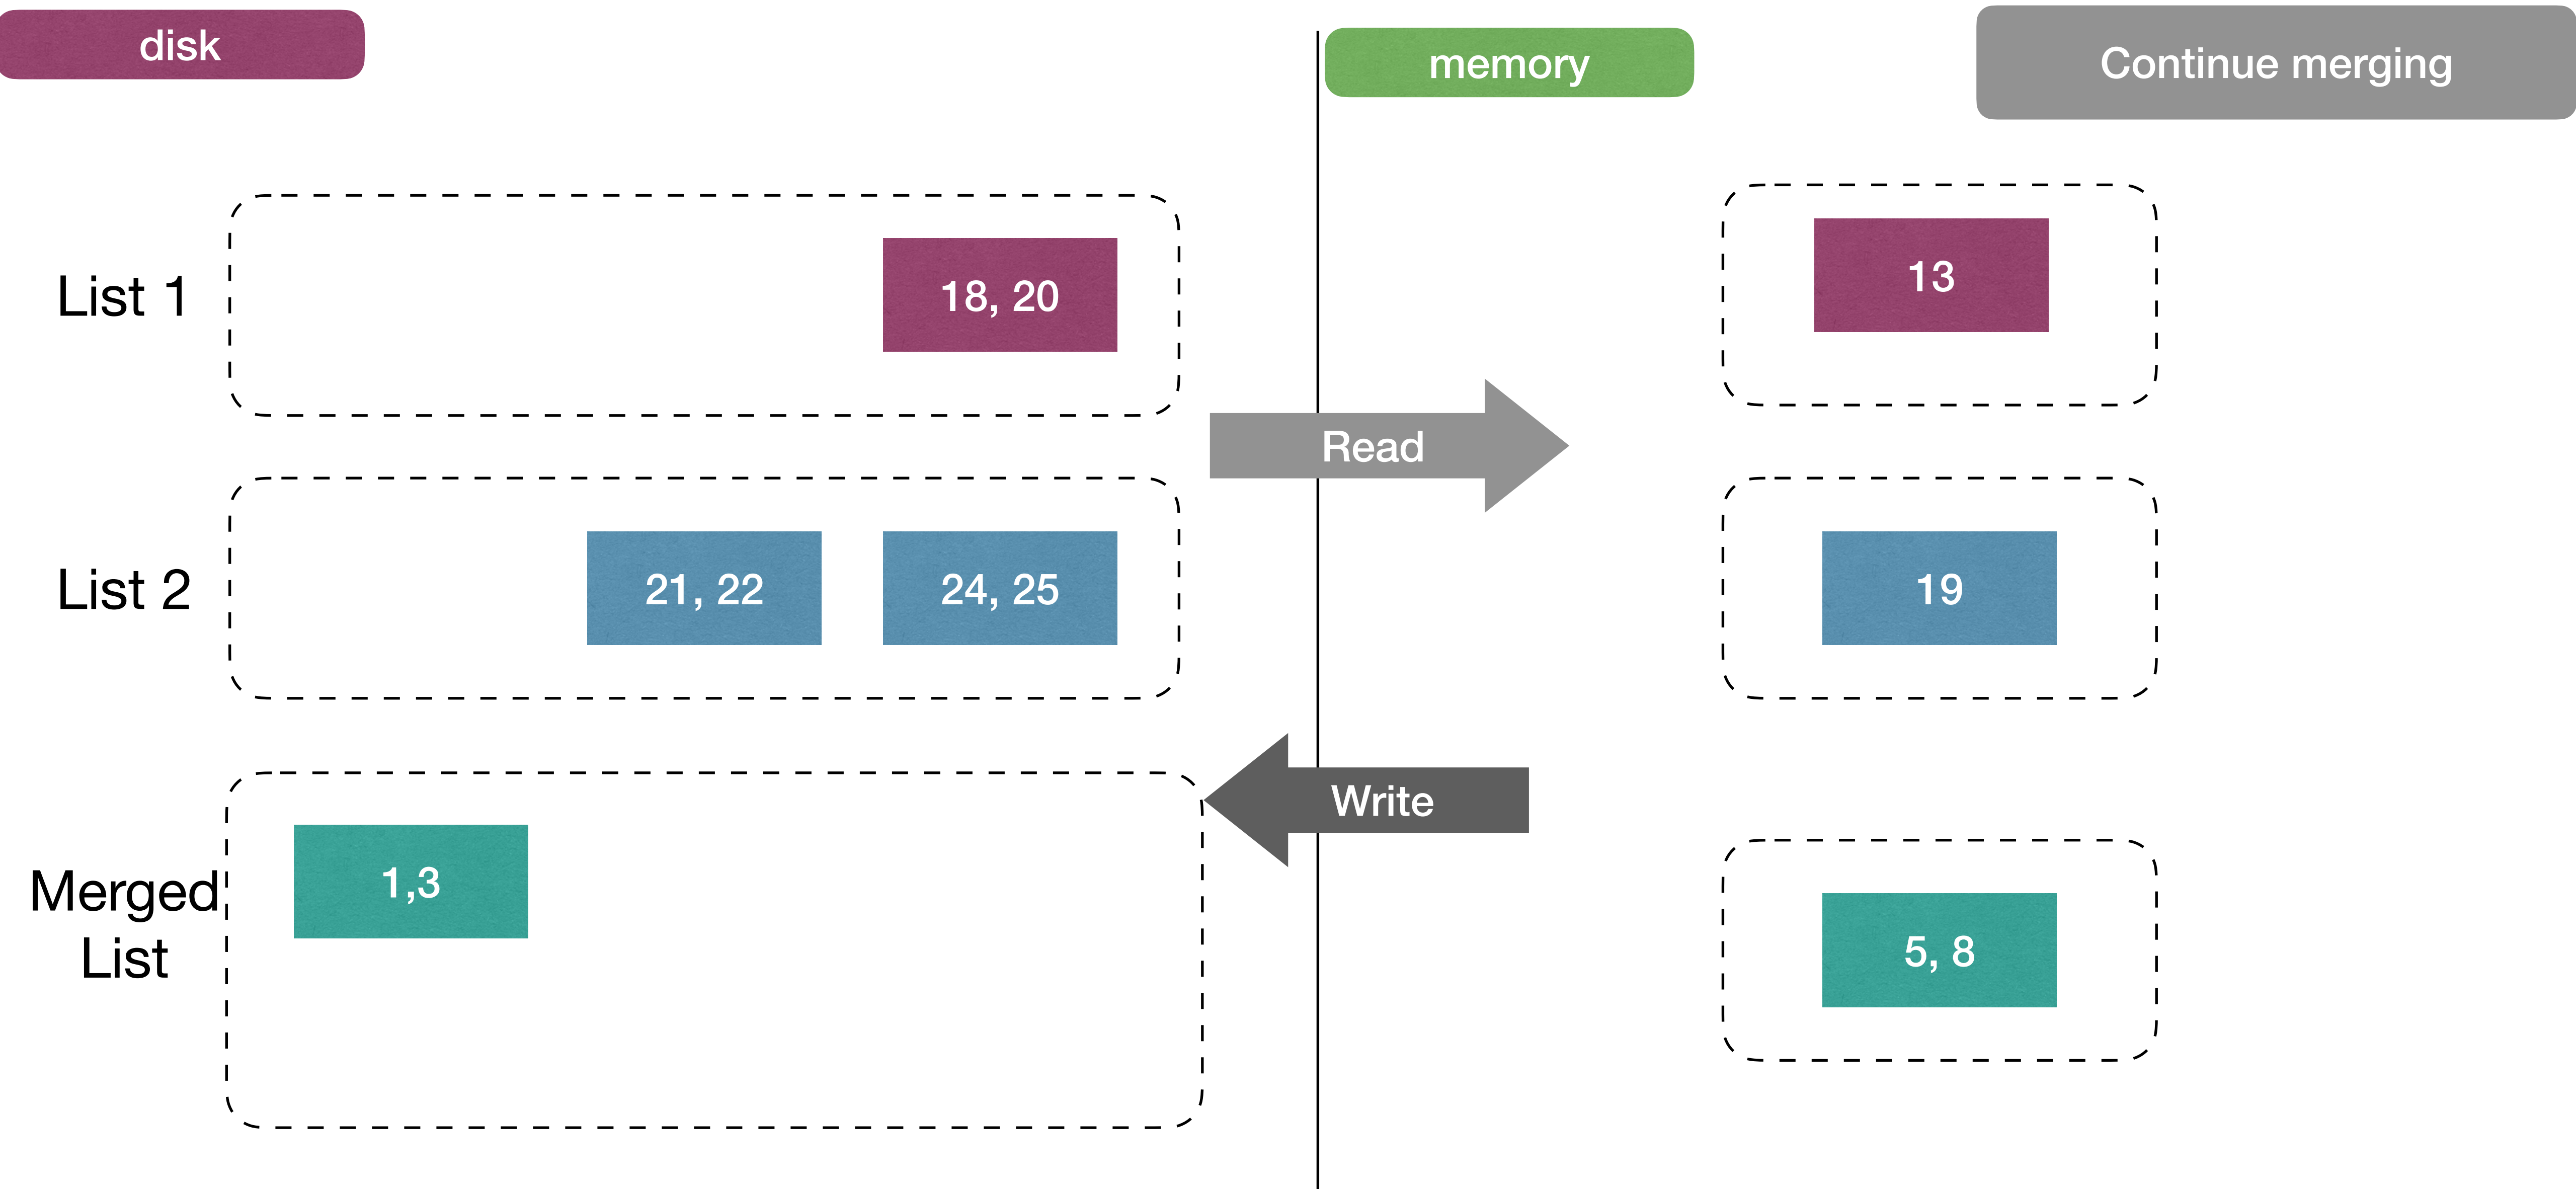 disk
memory
Continue merging
List 1
18, 20
13
Read
List 2
21, 22
24, 25
19
Write
Merged
List
1,3
5, 8